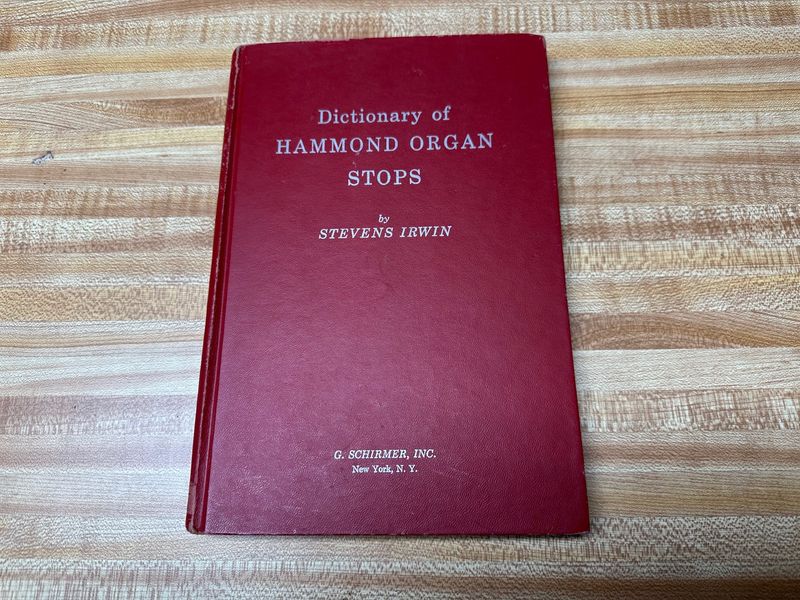 Dictionary of
HAMMOND ORGAN
STOPS
by
STEVENS IRWIN
G. SCHIRMER, INC.
New York, N. Y.